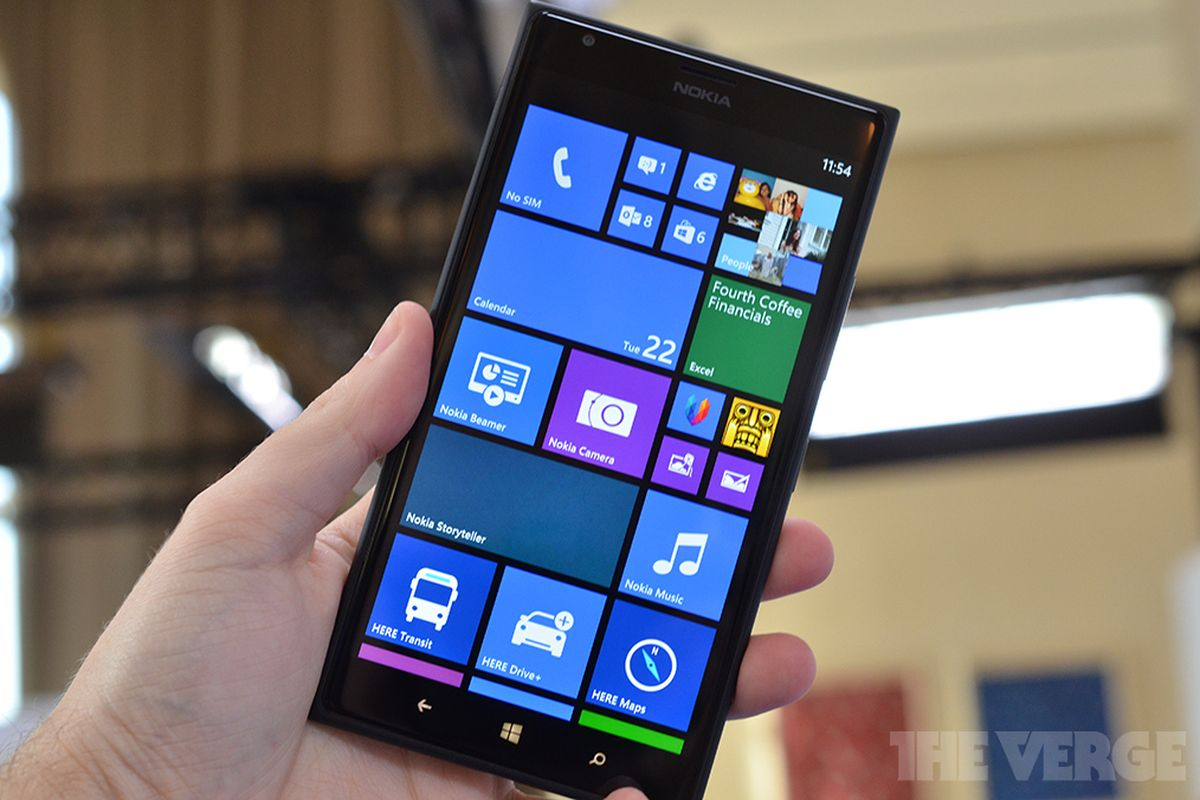 NOKIA
11:54
No SIM
1
8
6
People
Calendar
Tue 22
Fourth Coffee
Financials
Excel
Nokia Beamer
Nokia Camera
Nokia Storyteller
Nokia Music
HERE Transit
HERE Drive+
N
HERE Maps
THE VERGE